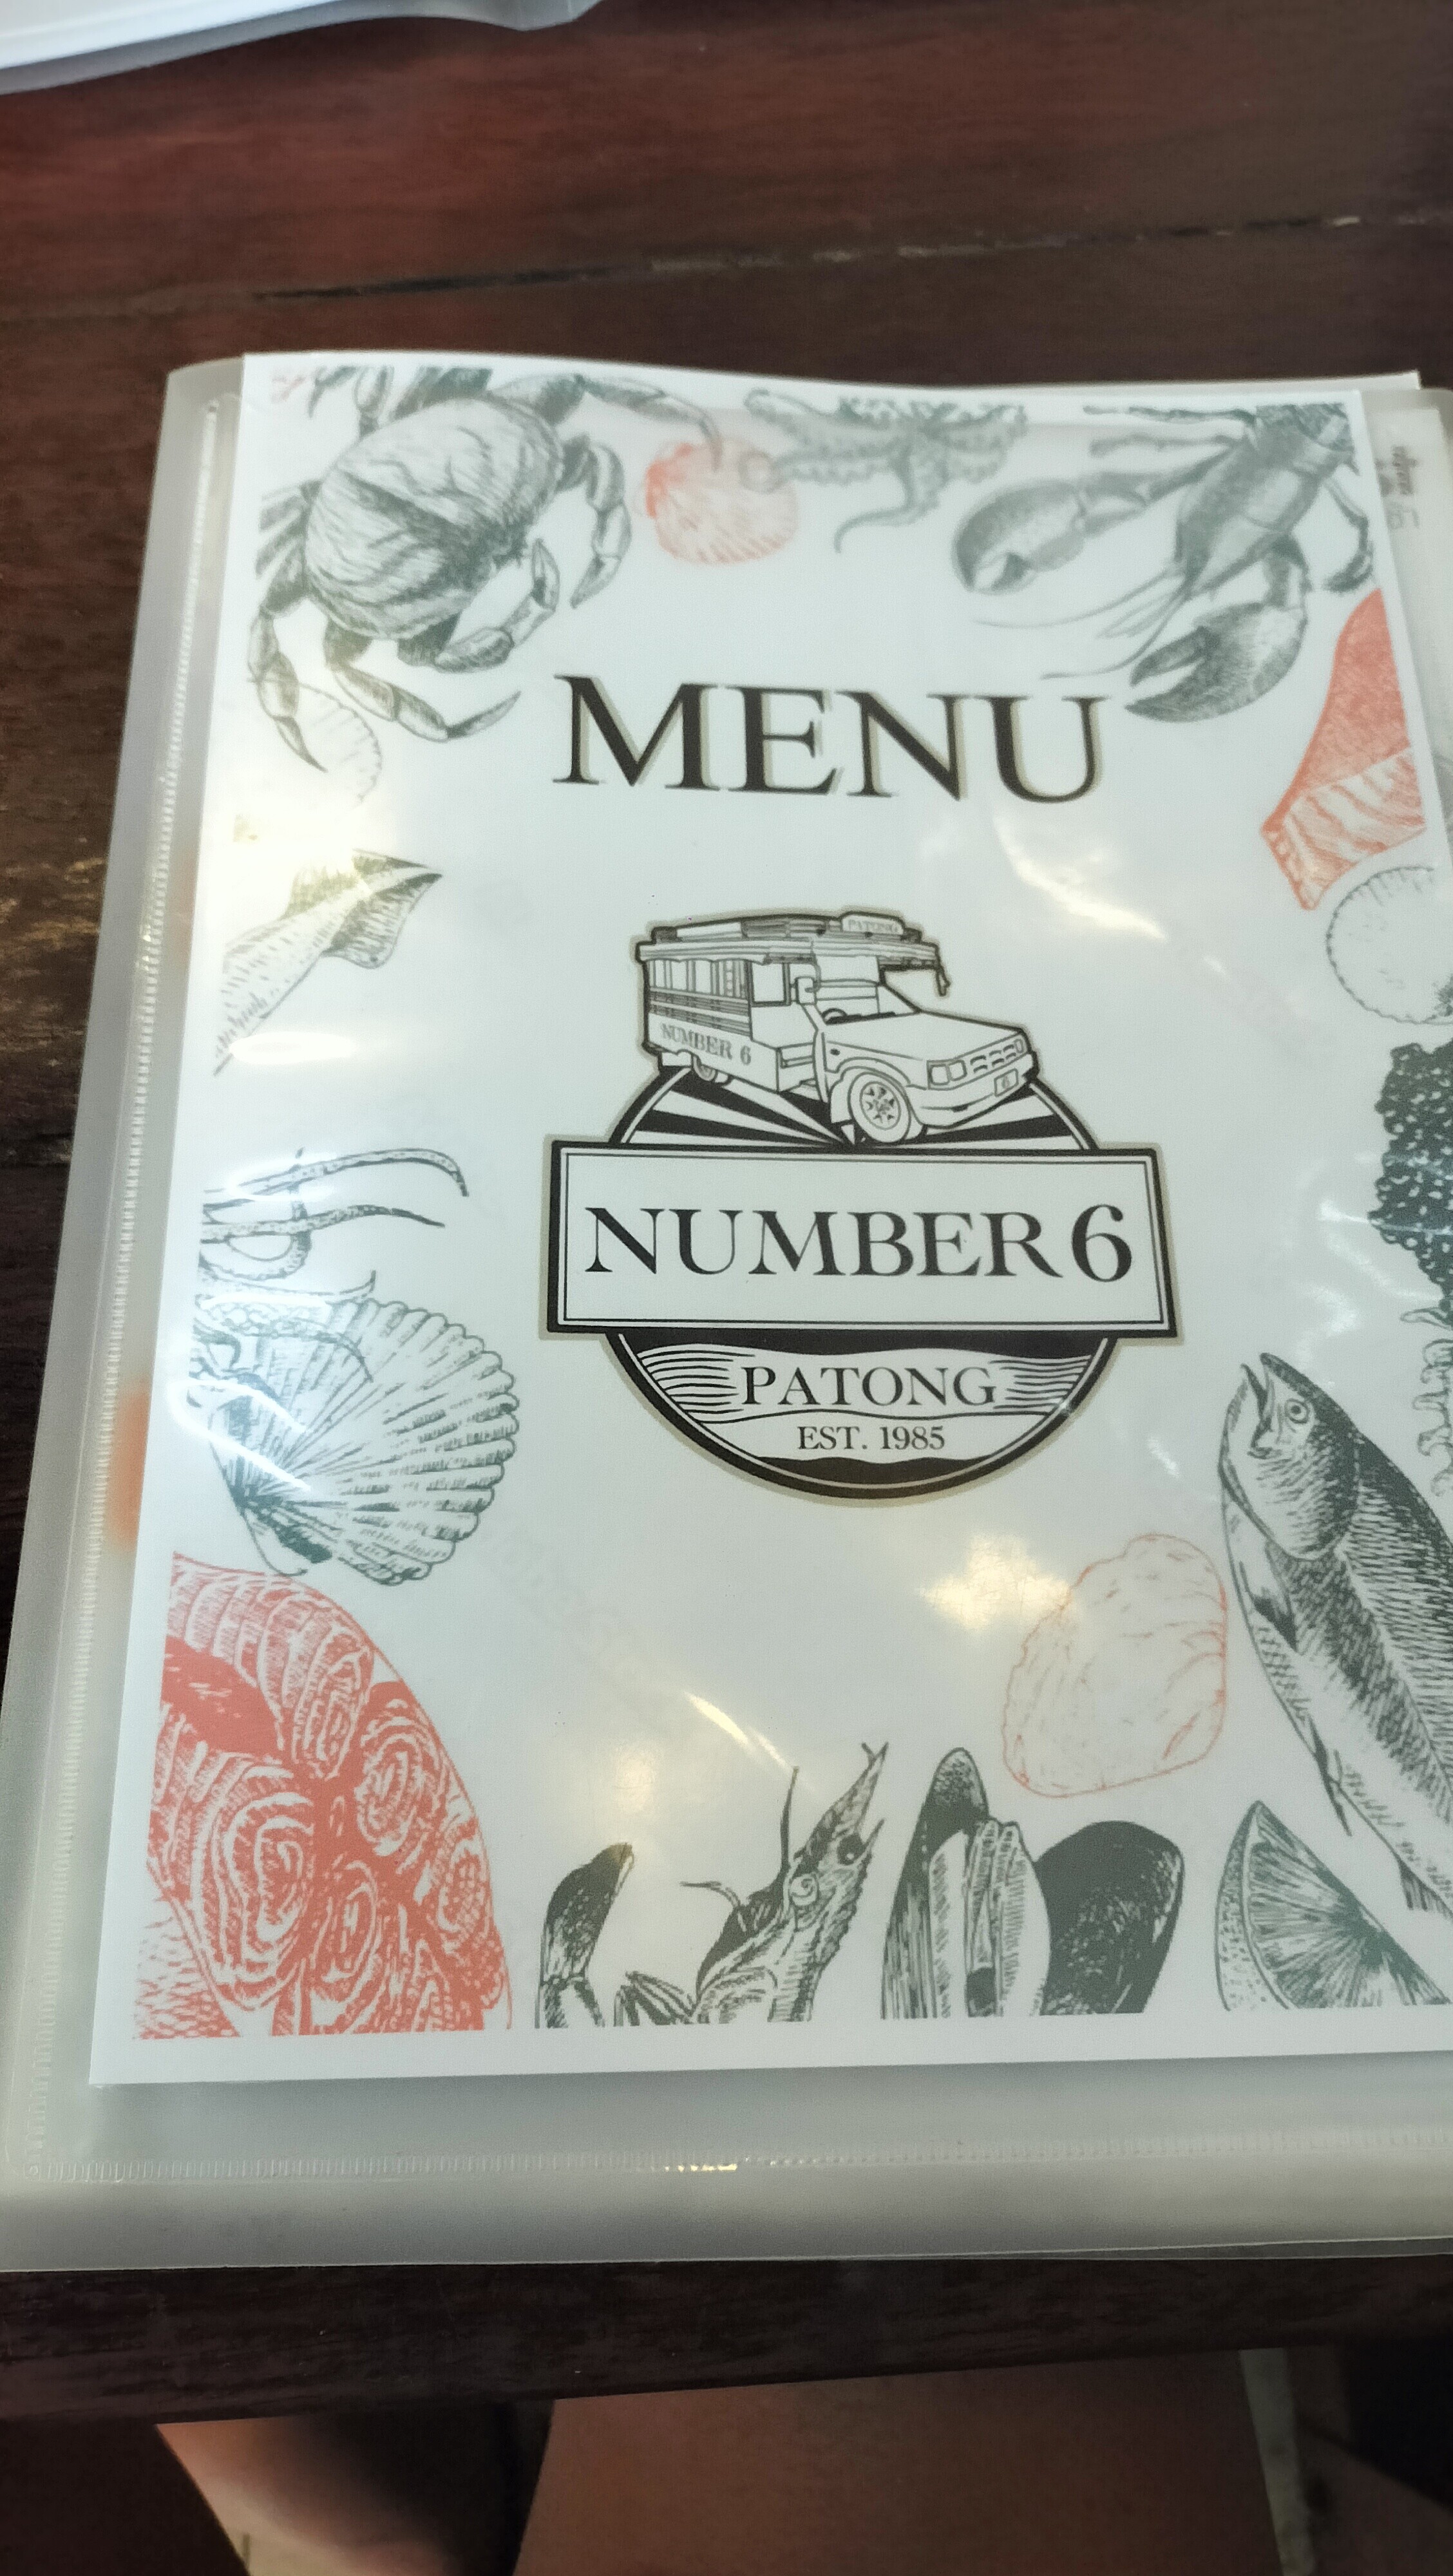 MENU
PATONG
NUMBER 6
NUMBER 6
PATONG
EST. 1985